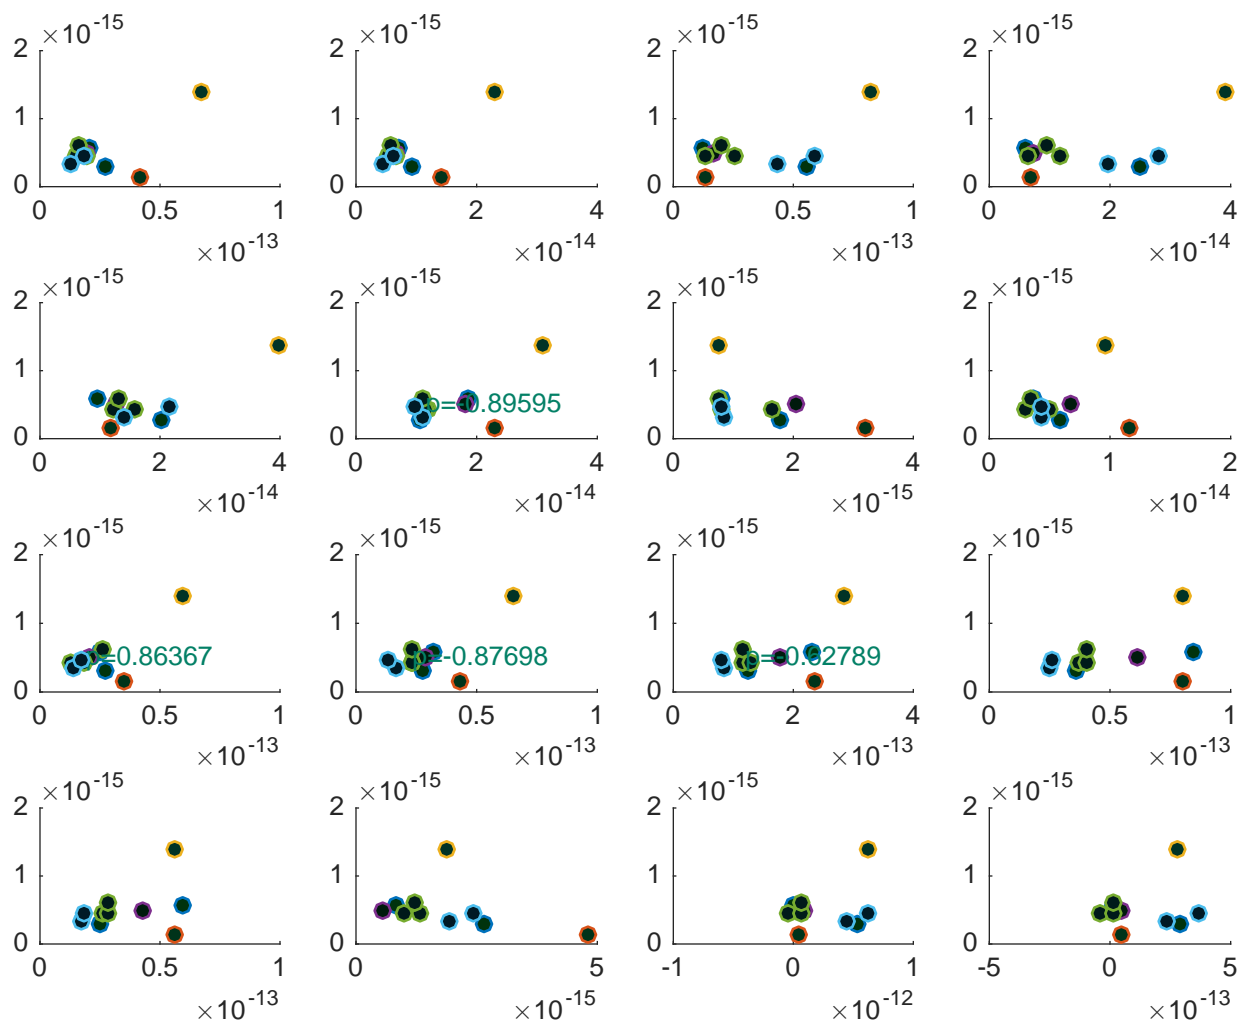 ×10-15 ×10-15 ×10-15 ×10-15
2 2 2 2
1 1 1 1
0 0 0 0
0 0.5 1 0 2 4 0 0.5 1 0 2 4
×10-13 ×10-14 ×10-13 ×10-14
×10-15 ×10-15 ×10-15 ×10-15
2 2 2 2
1 1 1 1
0.89595
0 0 0 0
0 2 4 0 2 4 0 2 4 0 1 2
×10-14 ×10-14 ×10-15 ×10-14
×10-15 ×10-15 ×10-15 ×10-15
2 2 2 2
1 1 1 1
=0.86367 =-0.87698 0.82789
0 0 0 0
0 0.5 1 0 0.5 1 0 2 4 0 0.5 1
×10-13 ×10-13 ×10-13 ×10-13
×10-15 ×10-15 ×10-15 ×10-15
2 2 2 2
1 1 1 1
0 0 0 0
0 0.5 1 0 5 -1 0 1 -5 0 5
×10-13 ×10-15 ×10-12 ×10-13